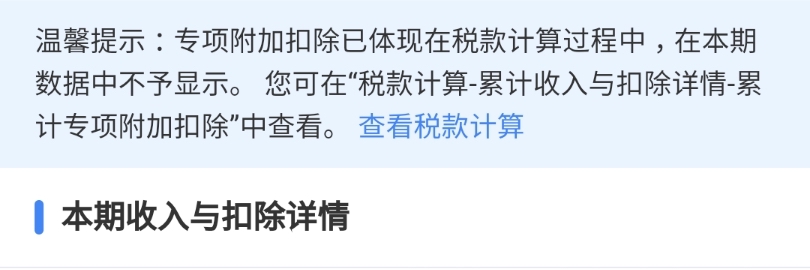 温馨提示：专项附加扣除已体现在税款计算过程中，在本期
数据中不予显示。 您可在“税款计算-累计收入与扣除详情-累
计专项附加扣除”中查看。 查看税款计算
本期收入与扣除详情